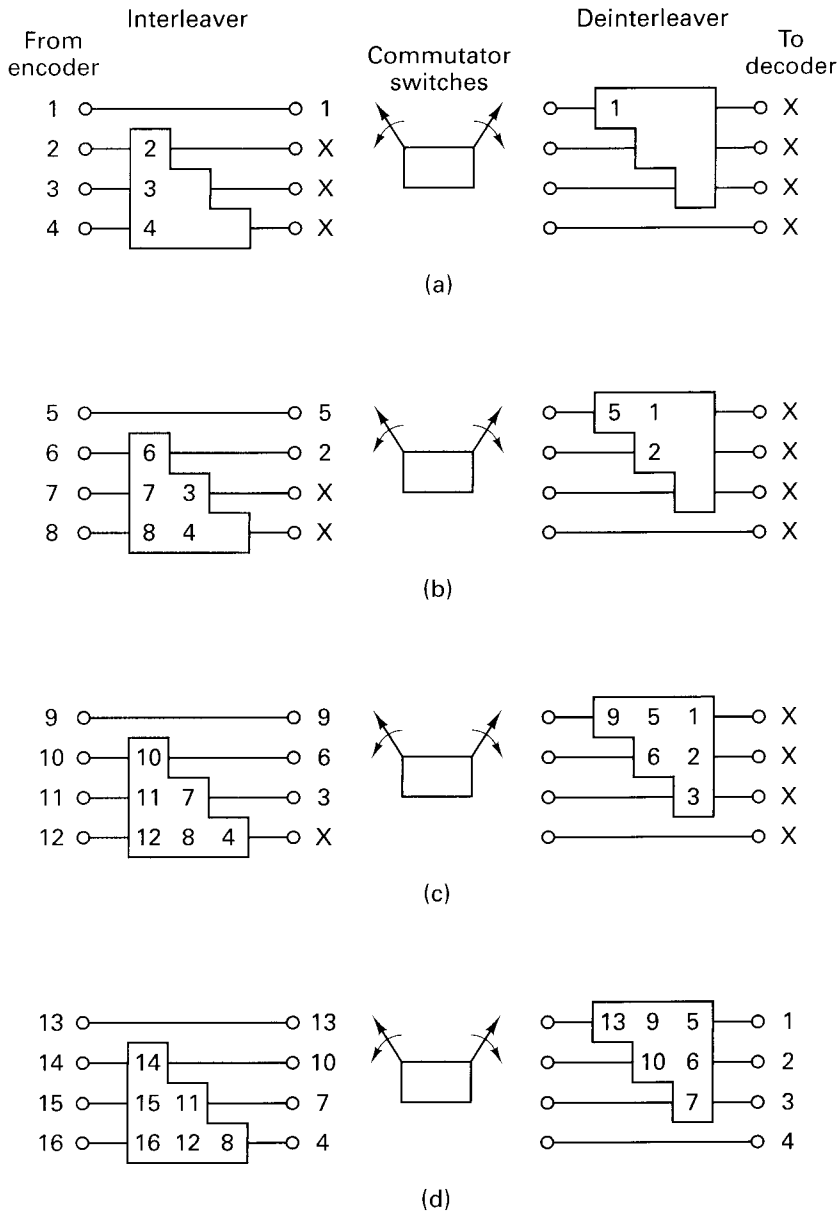 Interleaver Deinterleaver
From encoder Commutator switches To decoder
1 1 1 X
2 2 X X
3 3 X X
4 4 X X
(a)
5 5 5 1 X
6 6 2 2 X
7 7 3 X X
8 8 4 X X
(b)
9 9 9 5 1 X
10 10 6 6 2 X
11 11 7 3 3 X
12 12 8 4 X X
(c)
13 13 13 9 5 1
14 14 10 10 6 2
15 15 11 7 7 3
16 16 12 8 4 4
(d)